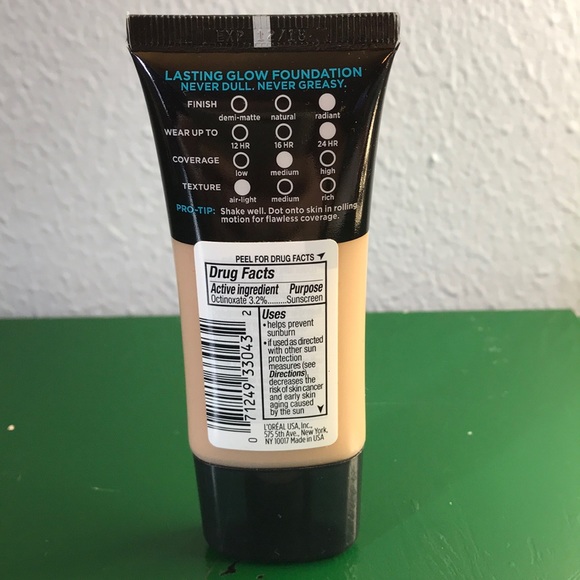 EXP 12/18
LASTING GLOW FOUNDATION
NEVER DULL. NEVER GREASY.
FINISH
demi-matte natural radiant
WEAR UP TO
12 HR 16 HR 24 HR
COVERAGE
low medium high
TEXTURE
air-light medium rich
PRO-TIP: Shake well. Dot onto skin in rolling
motion for flawless coverage.
PEEL FOR DRUG FACTS
Drug Facts
Active ingredient Purpose
Octinoxate 3.2%.........Sunscreen
Uses
• helps prevent
sunburn
• if used as directed
with other sun
protection
measures (see
Directions),
decreases the
risk of skin cancer
and early skin
aging caused
by the sun
0 71249 33043 2
L'ORÉAL USA, Inc.,
575 5th Ave., New York,
NY 10017 Made in USA